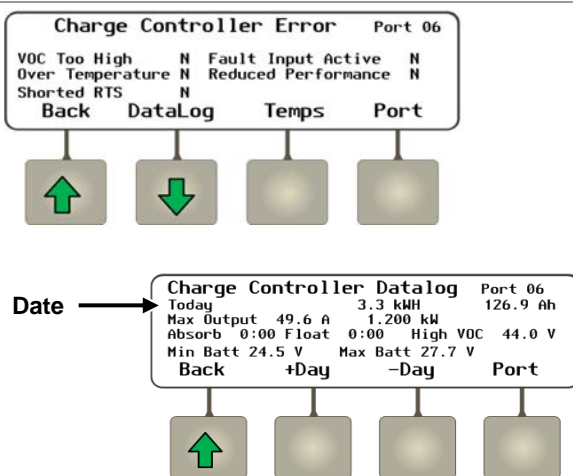 Charge Controller Error Port 06
VOC Too High N Fault Input Active N
Over Temperature N Reduced Performance N
Shorted RTS N
Back DataLog Temps Port
Date
Charge Controller Datalog Port 06
Today 3.3 kWH 126.9 Ah
Max Output 49.6 A 1.200 kW
Absorb 0:00 Float 0:00 High VOC 44.0 V
Min Batt 24.5 V Max Batt 27.7 V
Back +Day -Day Port